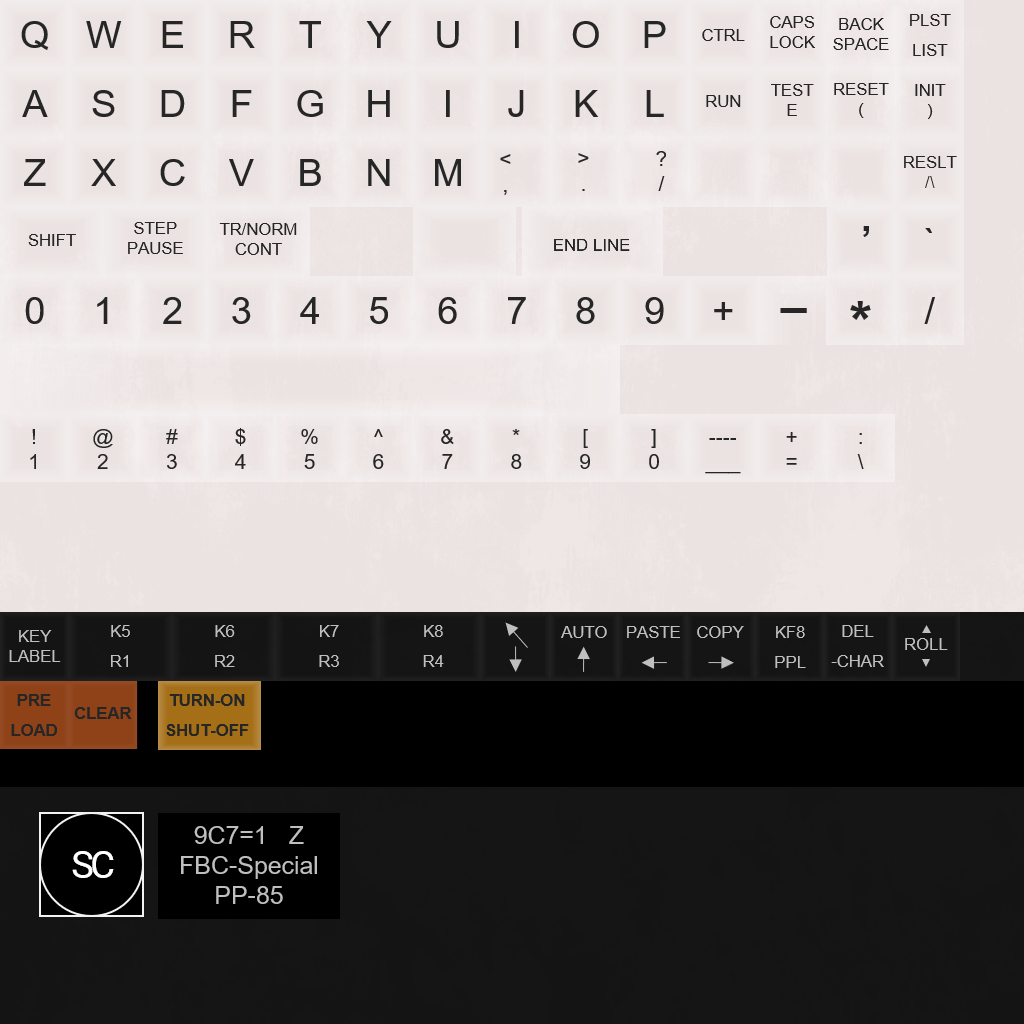 Q W E R T Y U I O P CTRL CAPS LOCK BACK SPACE PLST LIST
A S D F G H I J K L RUN TEST E RESET ( INIT )
Z X C V B N M < , > . ? / RESLT /\
SHIFT STEP PAUSE TR/NORM CONT END LINE ’ `
0 1 2 3 4 5 6 7 8 9 + − * /
! @ # $ % ^ & * [ ] ---- + :
1 2 3 4 5 6 7 8 9 0 ___ = \
KEY LABEL K5 R1 K6 R2 K7 R3 K8 R4 ↖ ↓ AUTO ↑ PASTE ← COPY → KF8 PPL DEL -CHAR ▲ ROLL ▼
PRE LOAD CLEAR TURN-ON SHUT-OFF
SC
9C7=1 Z
FBC-Special
PP-85